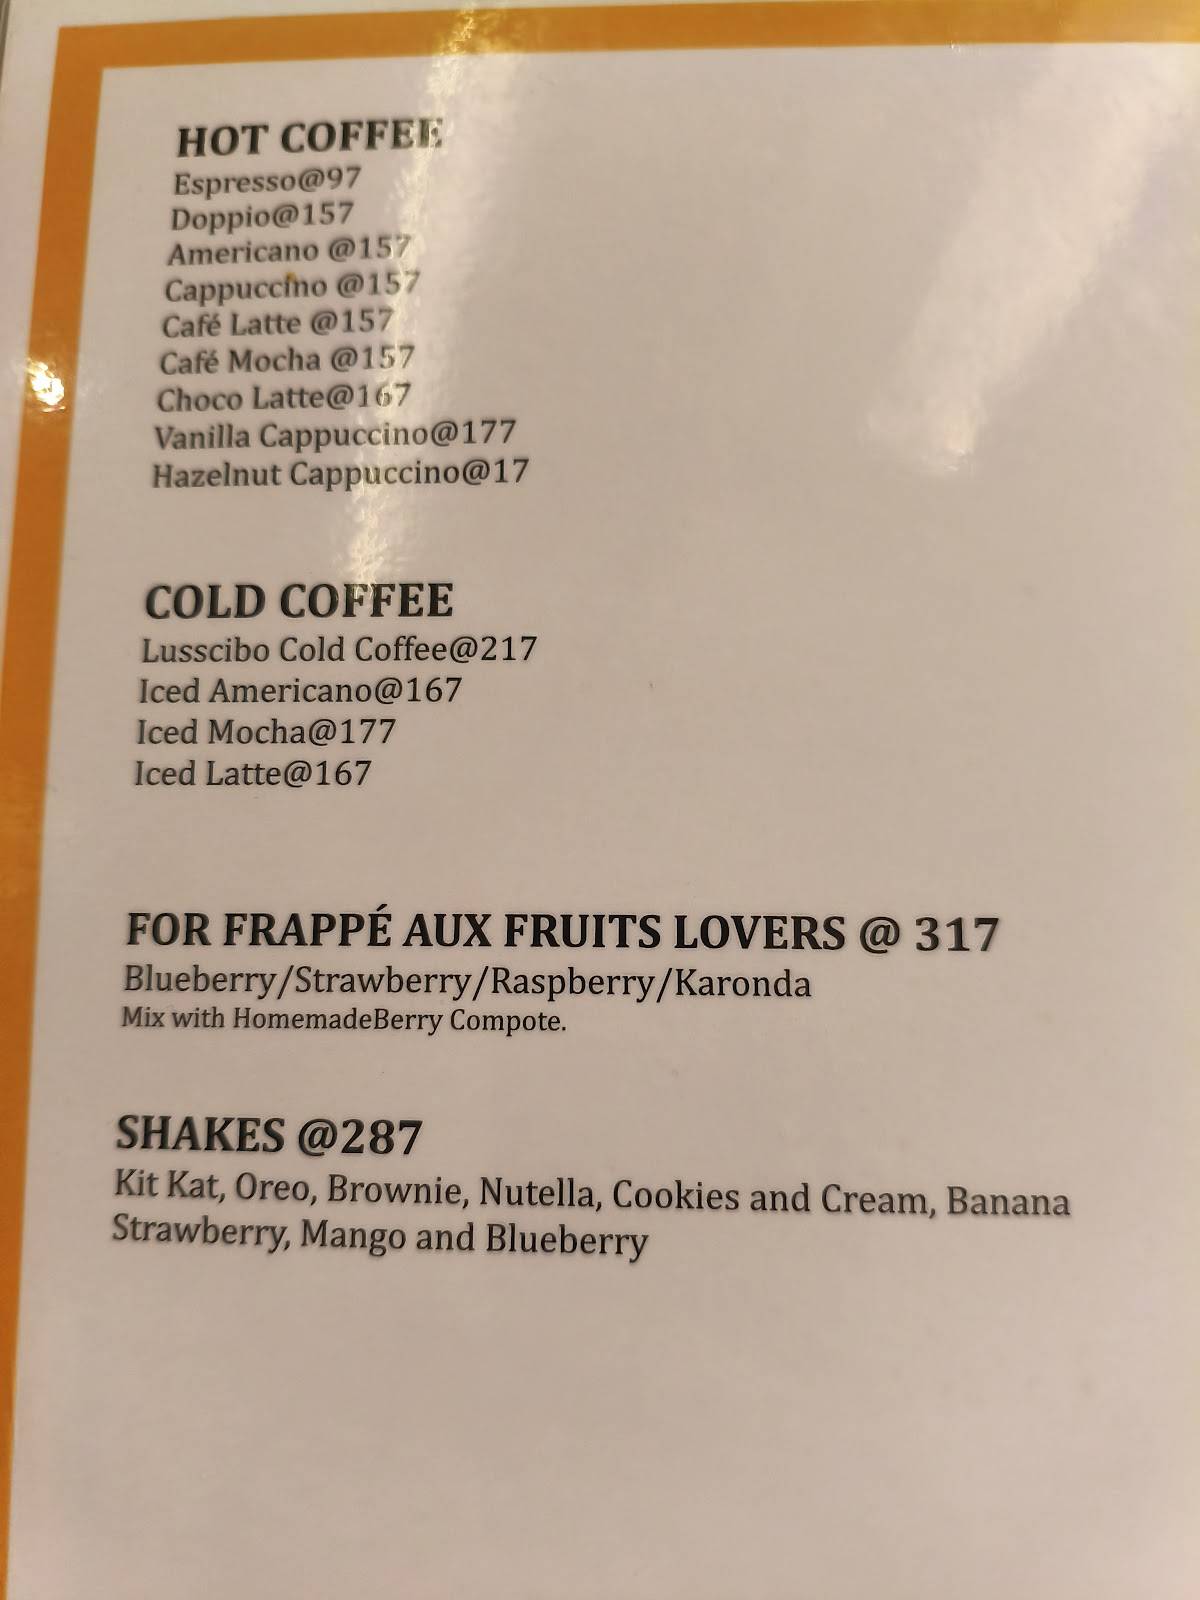 HOT COFFEE
Espresso@97
Doppio@157
Americano @157
Cappuccino @157
Café Latte @157
Café Mocha @157
Choco Latte@167
Vanilla Cappuccino@177
Hazelnut Cappuccino@17
COLD COFFEE
Lusscibo Cold Coffee@217
Iced Americano@167
Iced Mocha@177
Iced Latte@167
FOR FRAPPÉ AUX FRUITS LOVERS @ 317
Blueberry/Strawberry/Raspberry/Karonda
Mix with HomemadeBerry Compote.
SHAKES @287
Kit Kat, Oreo, Brownie, Nutella, Cookies and Cream, Banana
Strawberry, Mango and Blueberry